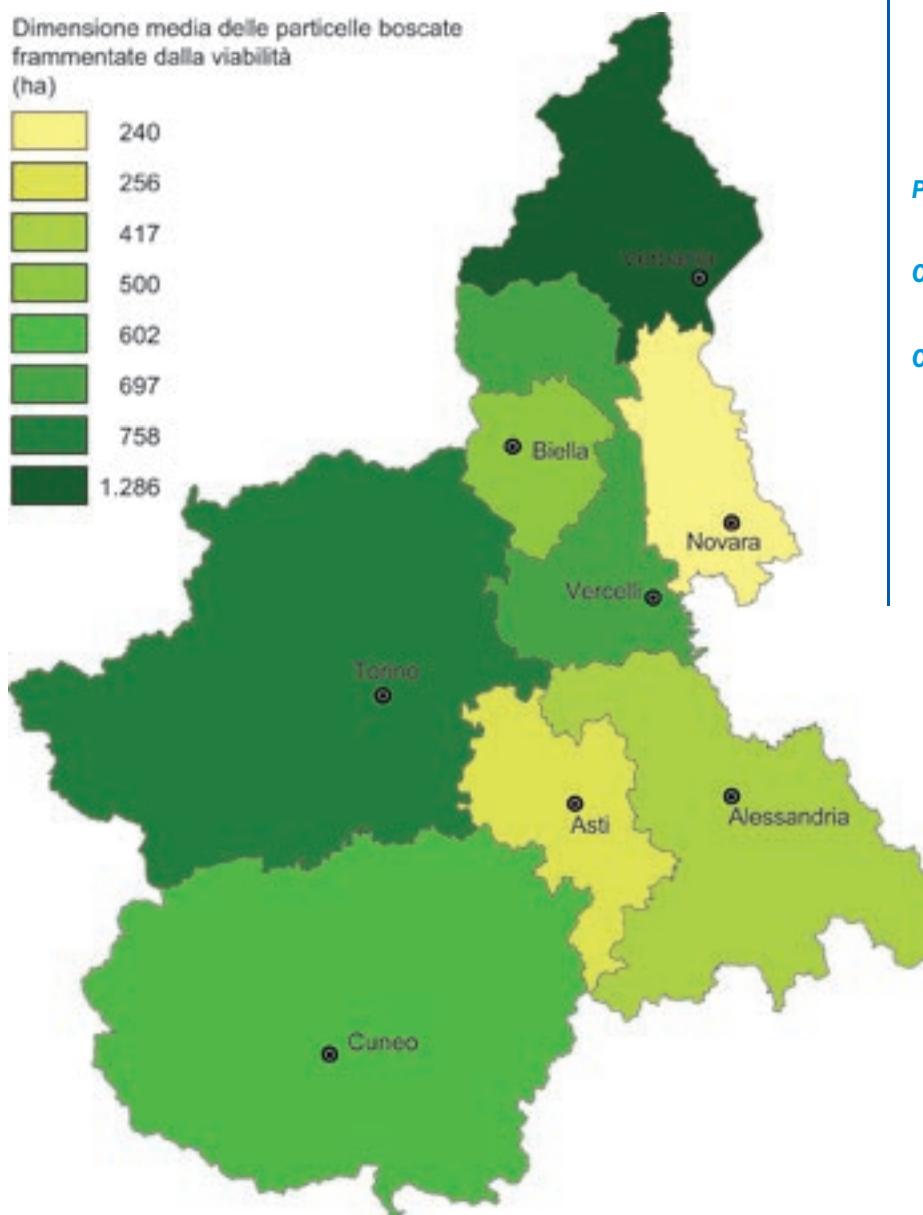 Dimensione media delle particelle boscate
frammentate dalla viabilità
(ha)
240
256
417
500
602
697
758
1.286
Verbania
Biella
Novara
Vercelli
Torino
Asti
Alessandria
Cuneo
P
C
C